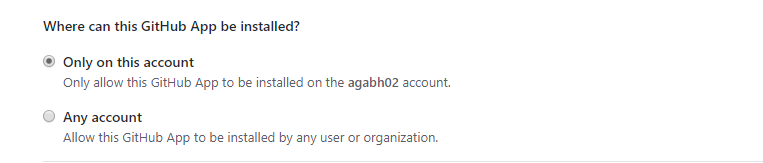 Where can this GitHub App be installed?
Only on this account
Only allow this GitHub App to be installed on the agabh02 account.
Any account
Allow this GitHub App to be installed by any user or organization.